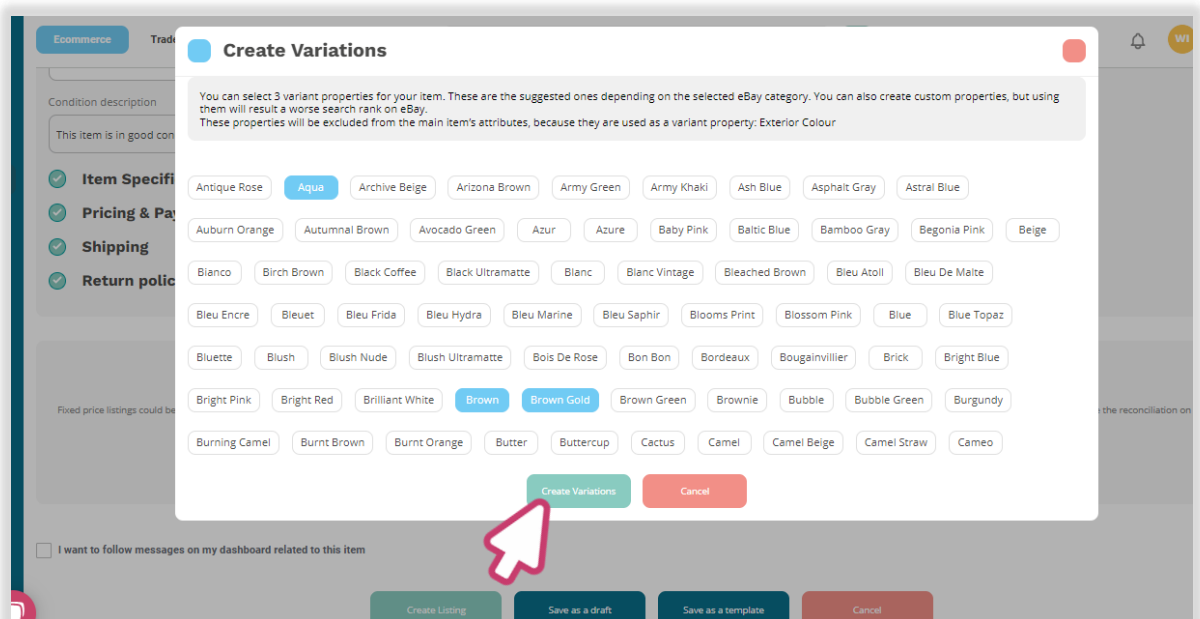 Ecommerce
Create Variations
WI
You can select 3 variant properties for your item. These are the suggested ones depending on the selected eBay category. You can also create custom properties, but using
them will result a worse search rank on eBay.
These properties will be excluded from the main item's attributes, because they are used as a variant property: Exterior Colour
Condition description
This item is in good con
Item Specifi
Pricing & Pay
Shipping
Return polic
Antique Rose Aqua Archive Beige Arizona Brown Army Green Army Khaki Ash Blue Asphalt Gray Astral Blue
Auburn Orange Autumnal Brown Avocado Green Azur Azure Baby Pink Baltic Blue Bamboo Gray Begonia Pink Beige
Bianco Birch Brown Black Coffee Black Ultramatte Blanc Blanc Vintage Bleached Brown Bleu Atoll Bleu De Malte
Bleu Encre Bleuet Bleu Frida Bleu Hydra Bleu Marine Bleu Saphir Blooms Print Blossom Pink Blue Blue Topaz
Bluette Blush Blush Nude Blush Ultramatte Bois De Rose Bon Bon Bordeaux Bougainvillier Brick Bright Blue
Bright Pink Bright Red Brilliant White Brown Brown Gold Brown Green Brownie Bubble Bubble Green Burgundy
Fixed price listings could be
the reconciliation on
Burning Camel Burnt Brown Burnt Orange Butter Buttercup Cactus Camel Camel Beige Camel Straw Cameo
Create Variations Cancel
I want to follow messages on my dashboard related to this item
Create Listing Save as a draft Save as a template Cancel